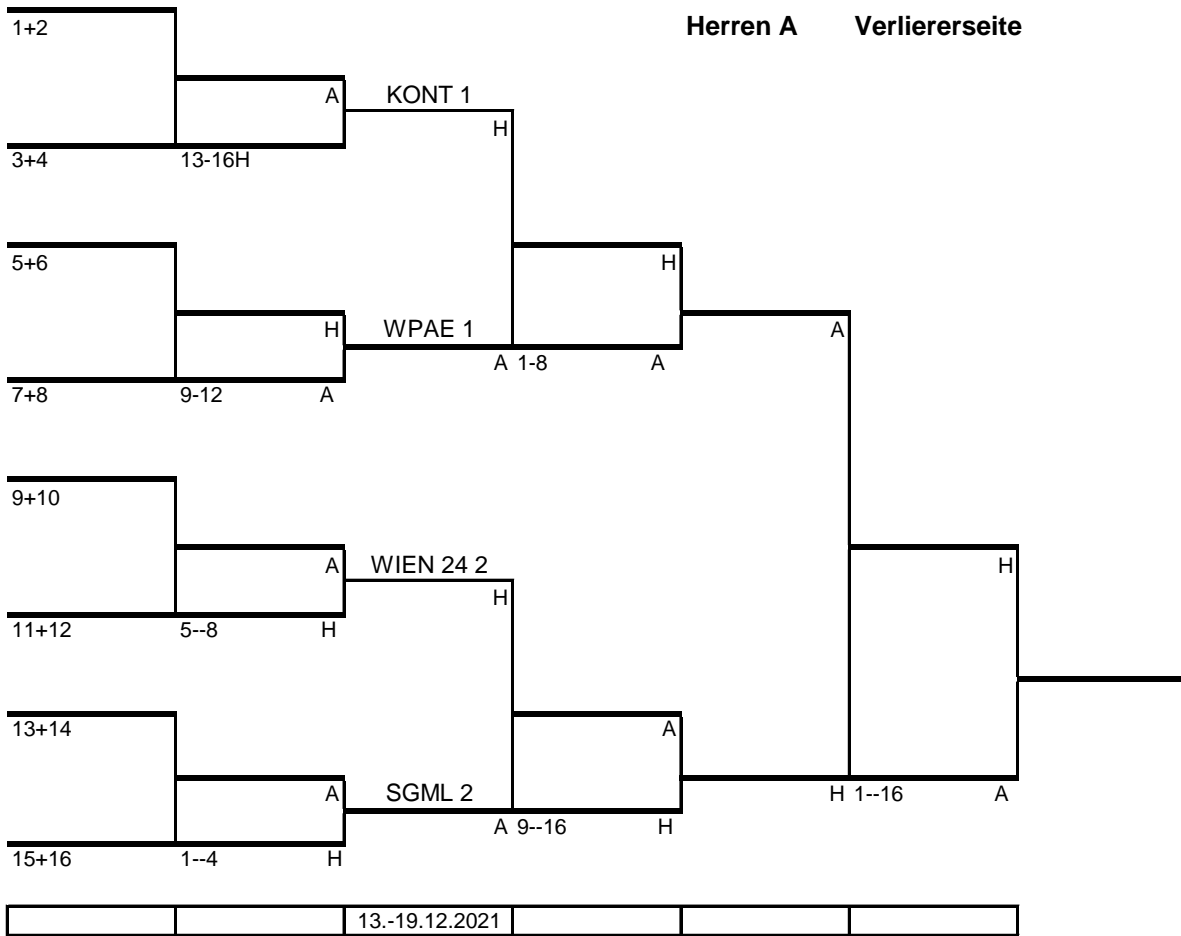 1+2 Herren A Verliererseite
A KONT 1
H
3+4 13-16H
5+6 H
H WPAE 1 A
A 1-8 A
7+8 9-12 A
9+10
A WIEN 24 2 H
H
11+12 5--8 H
13+14 A
A SGML 2 H 1--16 A
A 9--16 H
15+16 1--4 H
13.-19.12.2021